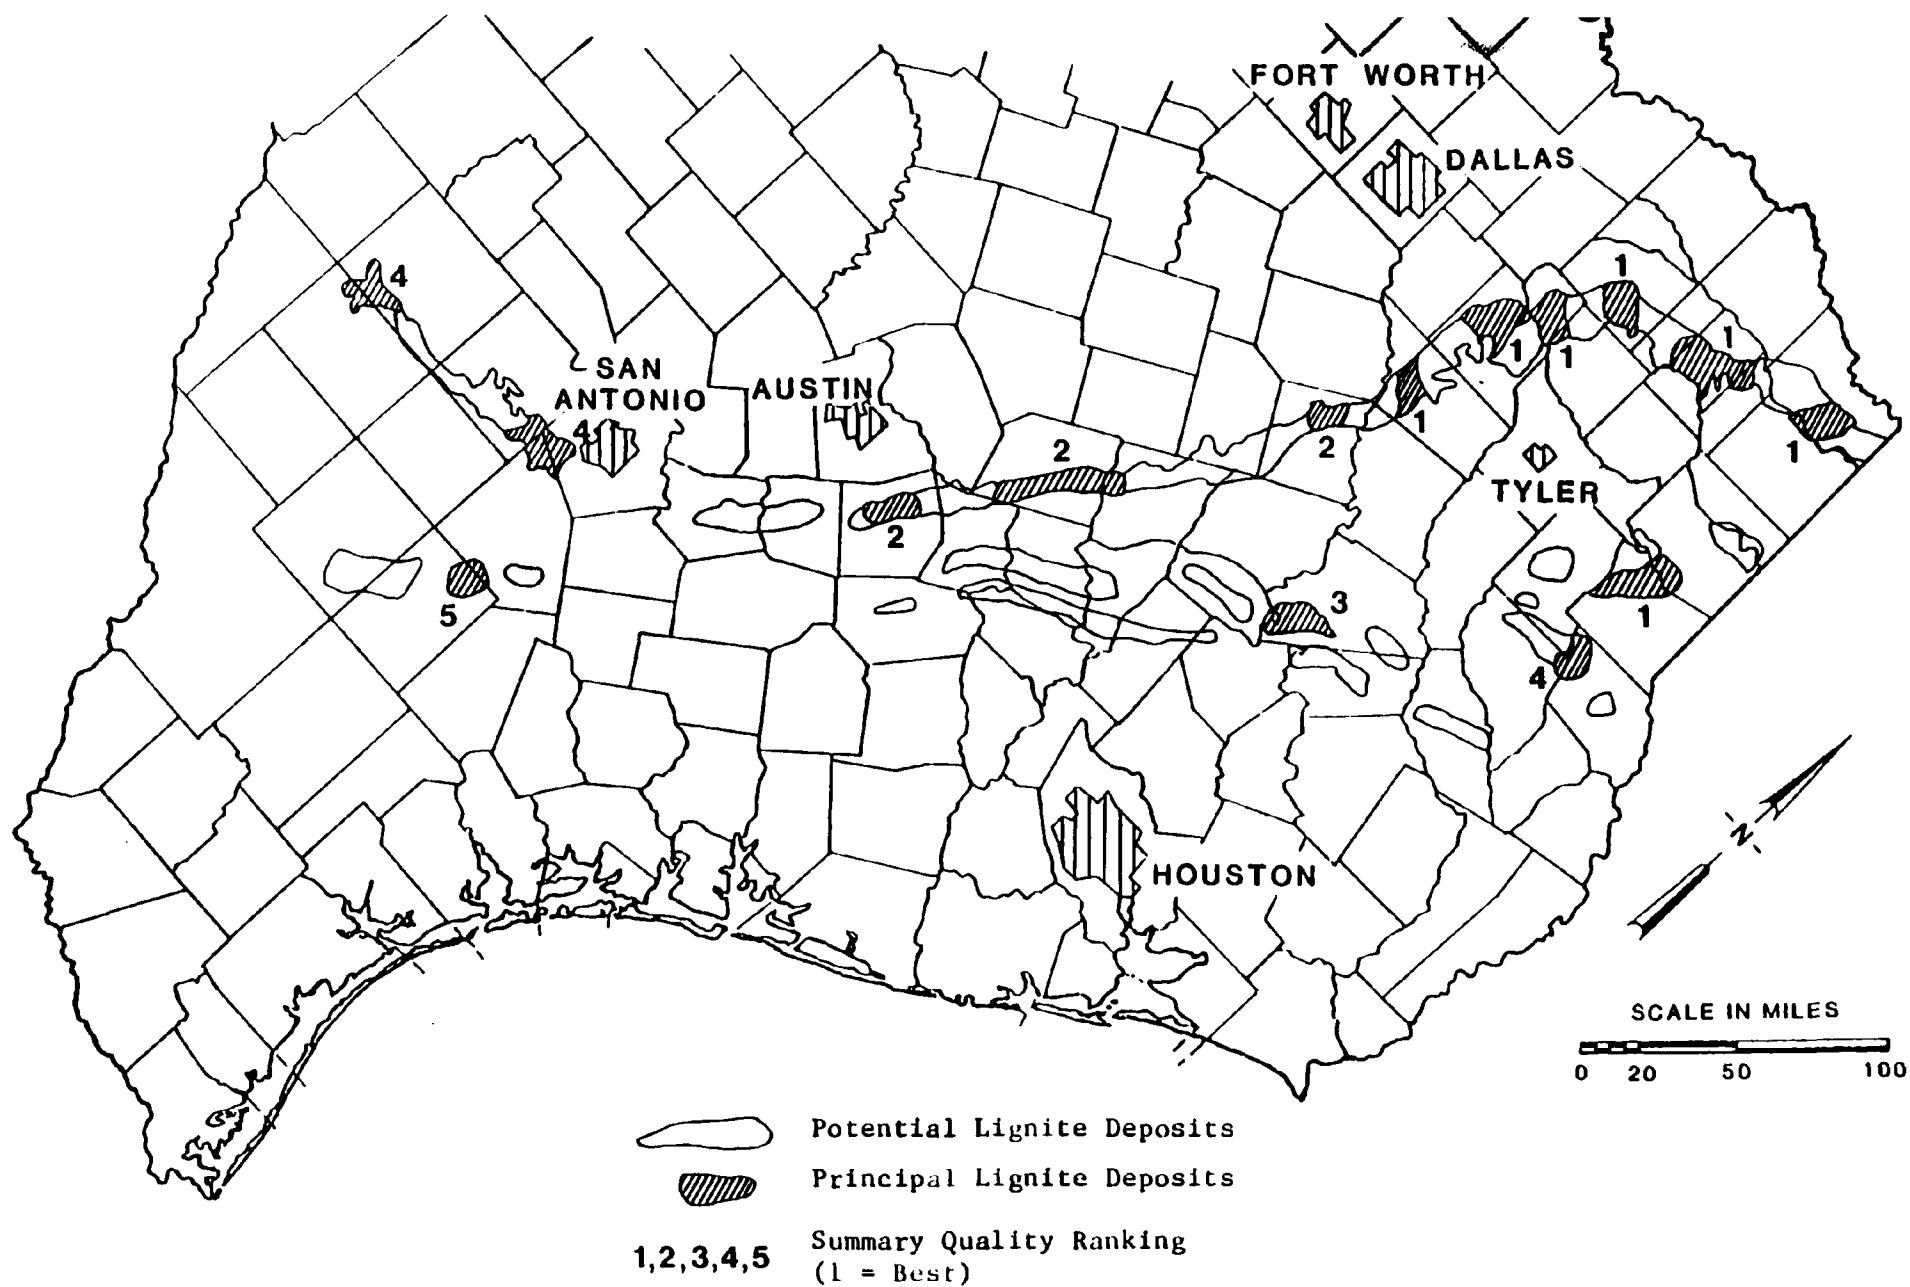 FORT WORTH
DALLAS
1
4
1
1
1
SAN
ANTONIO
AUSTIN
4
1
2
2
1
TYLER
2
5
3
1
4
HOUSTON
N
SCALE IN MILES
0 20 50 100
Potential Lignite Deposits
Principal Lignite Deposits
1,2,3,4,5 Summary Quality Ranking
(1 = Best)